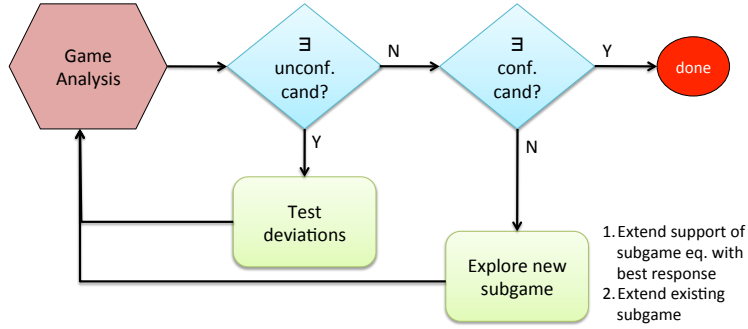 Game
Analysis
∃
unconf.
cand?
N
∃
conf.
cand?
Y
done
Y
N
Test
deviations
Explore new
subgame
1. Extend support of
subgame eq. with
best response
2. Extend existing
subgame